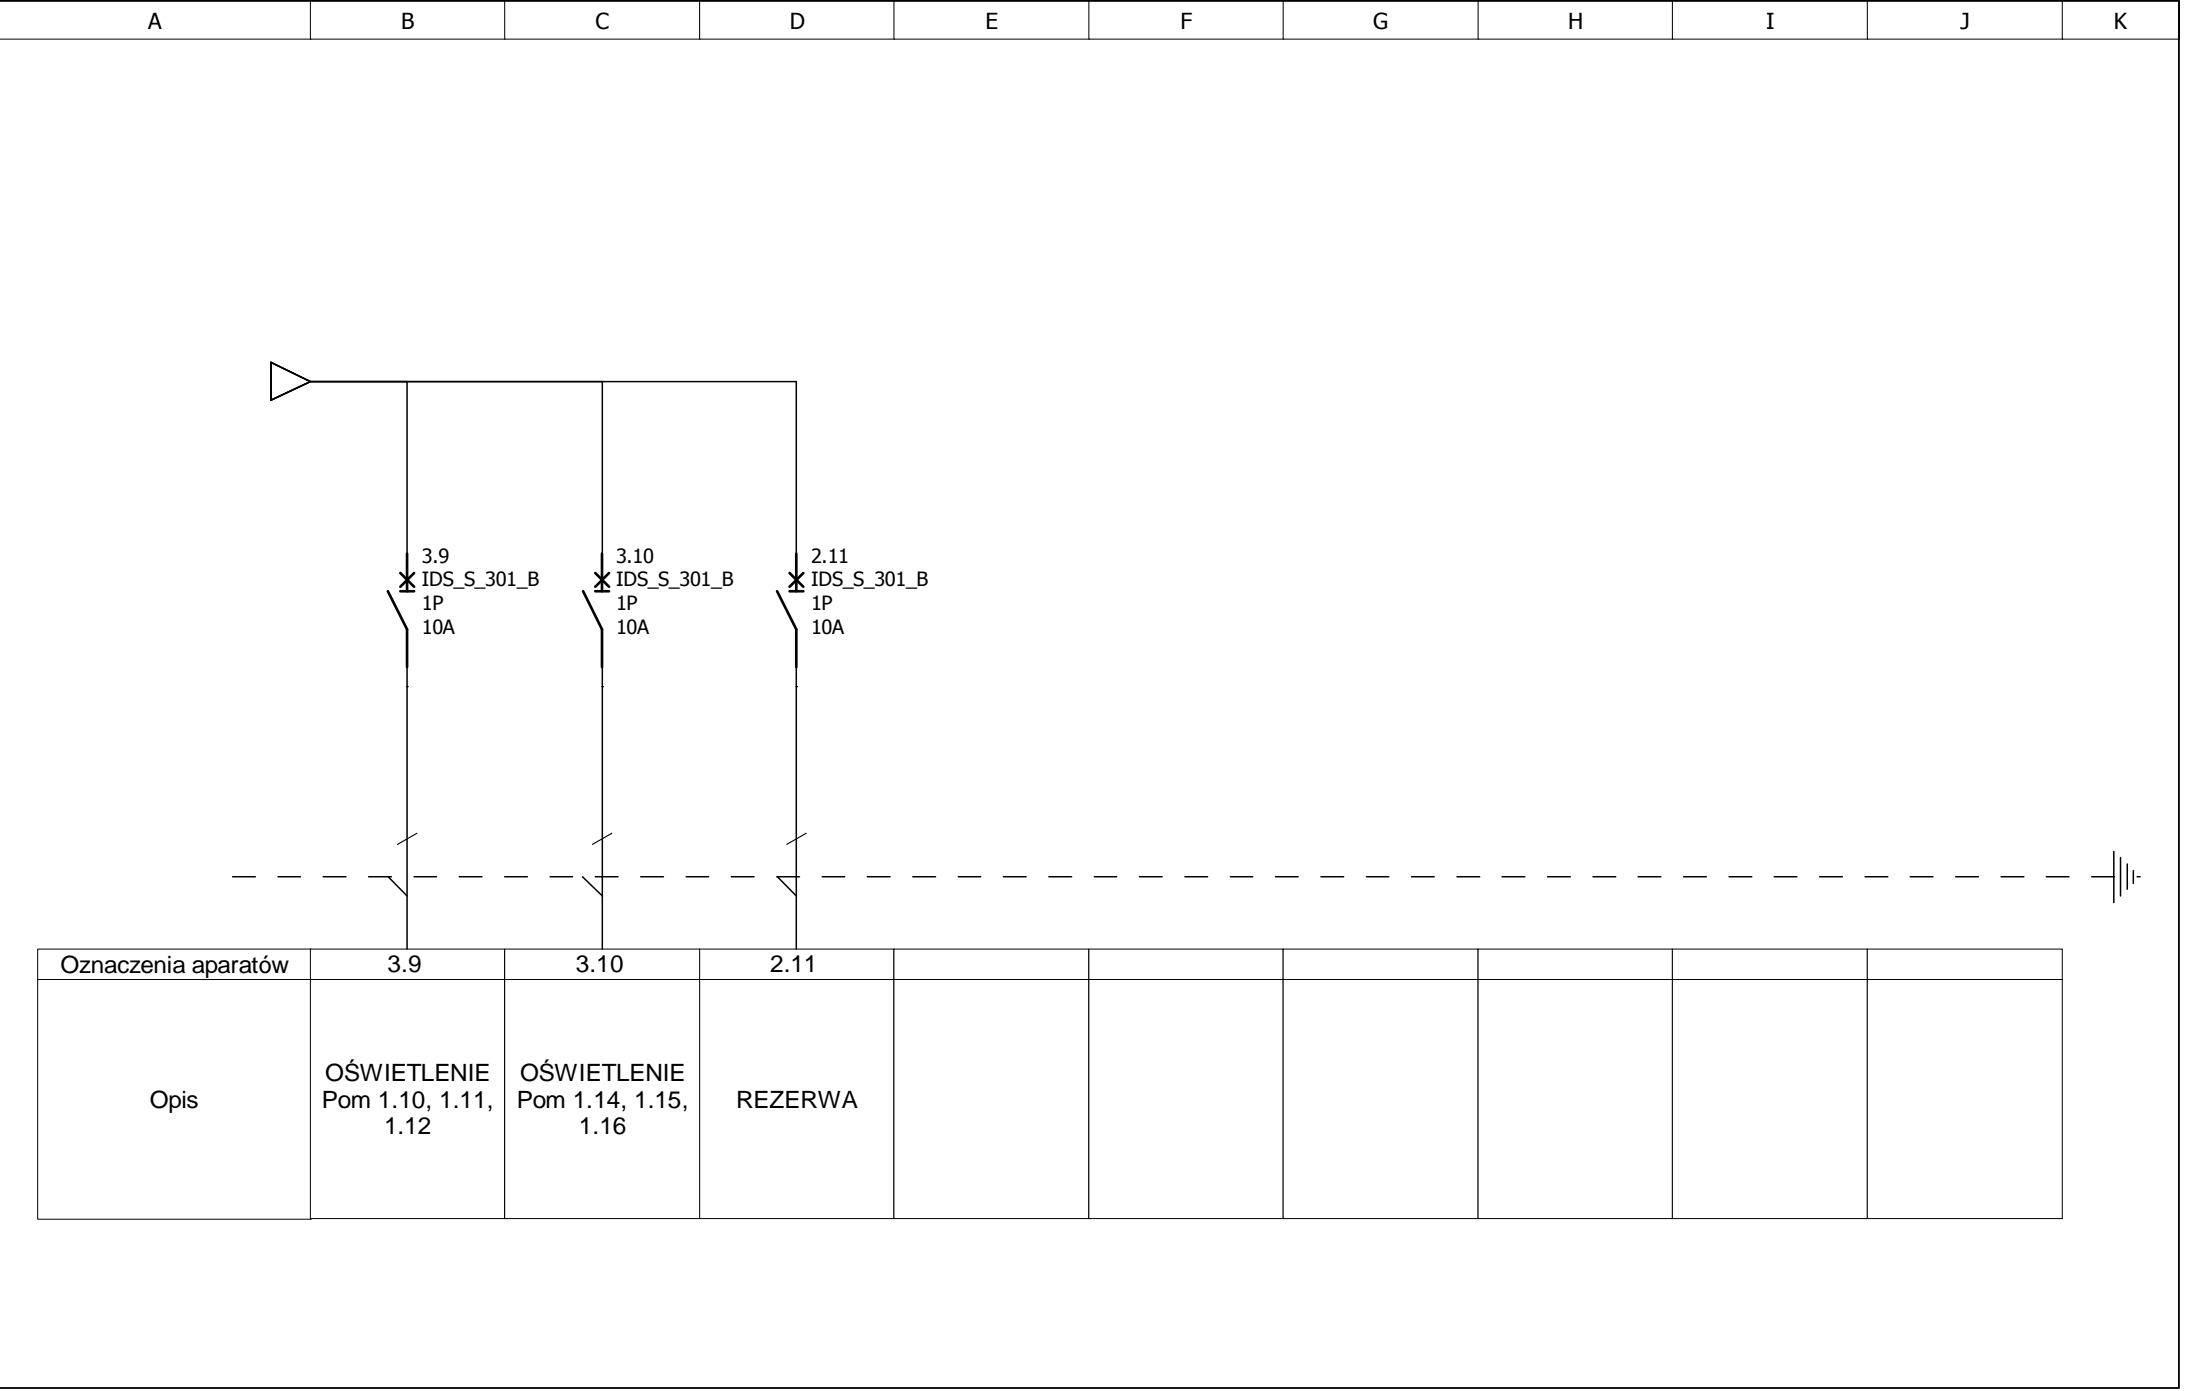 A B C D E F G H I J K
3.9
IDS_S_301_B
1P
10A
3.10
IDS_S_301_B
1P
10A
2.11
IDS_S_301_B
1P
10A
Oznaczenia aparatów 3.9 3.10 2.11
Opis
OŚWIETLENIE
Pom 1.10, 1.11,
1.12
OŚWIETLENIE
Pom 1.14, 1.15,
1.16
REZERWA